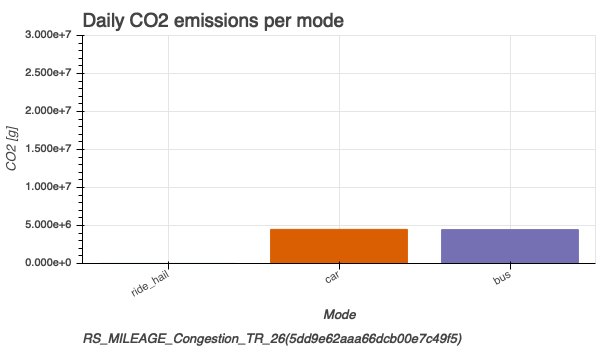 Daily CO2 emissions per mode
3.000e+7
2.500e+7
2.000e+7
1.500e+7
1.000e+7
5.000e+6
0.000e+0
CO2 [g]
ride_hail
car
bus
Mode
RS_MILEAGE_Congestion_TR_26(5dd9e62aaa66dcb00e7c49f5)